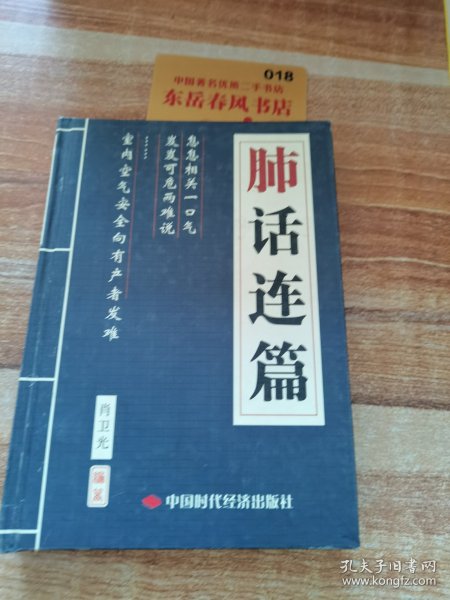 018
中国著名优质二手书店
东岳春风书店
肺话连篇
息息相关一口气
岌岌可危两难说
……
室内空气安全向有产者发难
肖卫光
编纂
中国时代经济出版社
孔夫子旧书网
www.kongfz.com